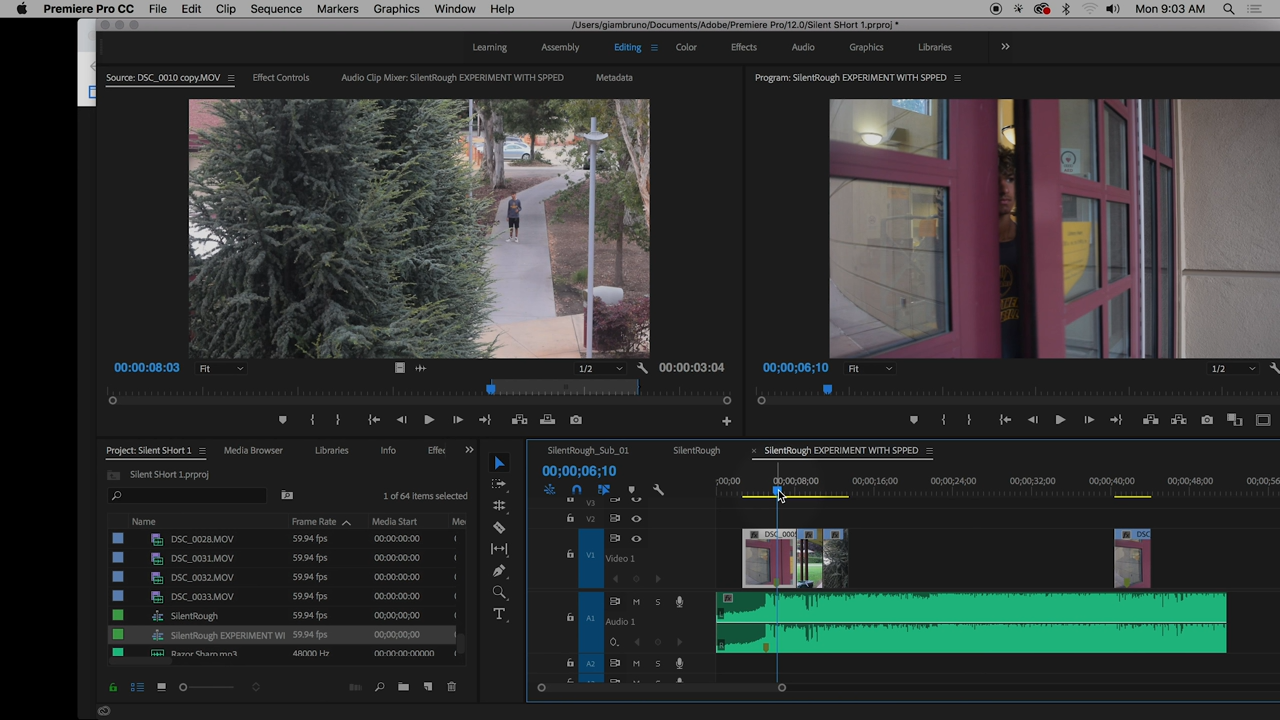 Premiere Pro CC File Edit Clip Sequence Markers Graphics Window Help Mon 9:03 AM
/Users/giambruno/Documents/Adobe/Premiere Pro/12.0/Silent SHort 1.prproj *
Learning Assembly Editing Color Effects Audio Graphics Libraries
Source: DSC_0010 copy.MOV Effect Controls Audio Clip Mixer: SilentRough EXPERIMENT WITH SPPED Metadata
Program: SilentRough EXPERIMENT WITH SPPED
00:00:08:03 Fit 1/2 00:00:03:04
00;00;06;10 Fit 1/2
Project: Silent SHort 1 Media Browser Libraries Info Effec
SilentRough_Sub_01 SilentRough × SilentRough EXPERIMENT WITH SPPED
Silent SHort 1.prproj
00;00;06;10
1 of 64 items selected
;00;00 00;00;08;00 00;00;16;00 00;00;24;00 00;00;32;00 00;00;40;00 00;00;48;00 00;00;56
Name Frame Rate Media Start Me
DSC_0028.MOV 59.94 fps 00:00:00:00
DSC_0031.MOV 59.94 fps 00:00:00:00
DSC_0032.MOV 59.94 fps 00:00:00:00
DSC_0033.MOV 59.94 fps 00:00:00:00
SilentRough 59.94 fps 00;00;00;00
SilentRough EXPERIMENT WI 59.94 fps 00;00;00;00
Razor Sharp.mp3 48000 Hz 00:00:00:00000
V3
V2
fx DSC_0005 fx fx fx DSC
V1 Video 1
fx
M S
A1 Audio 1
L
R
A2 M S